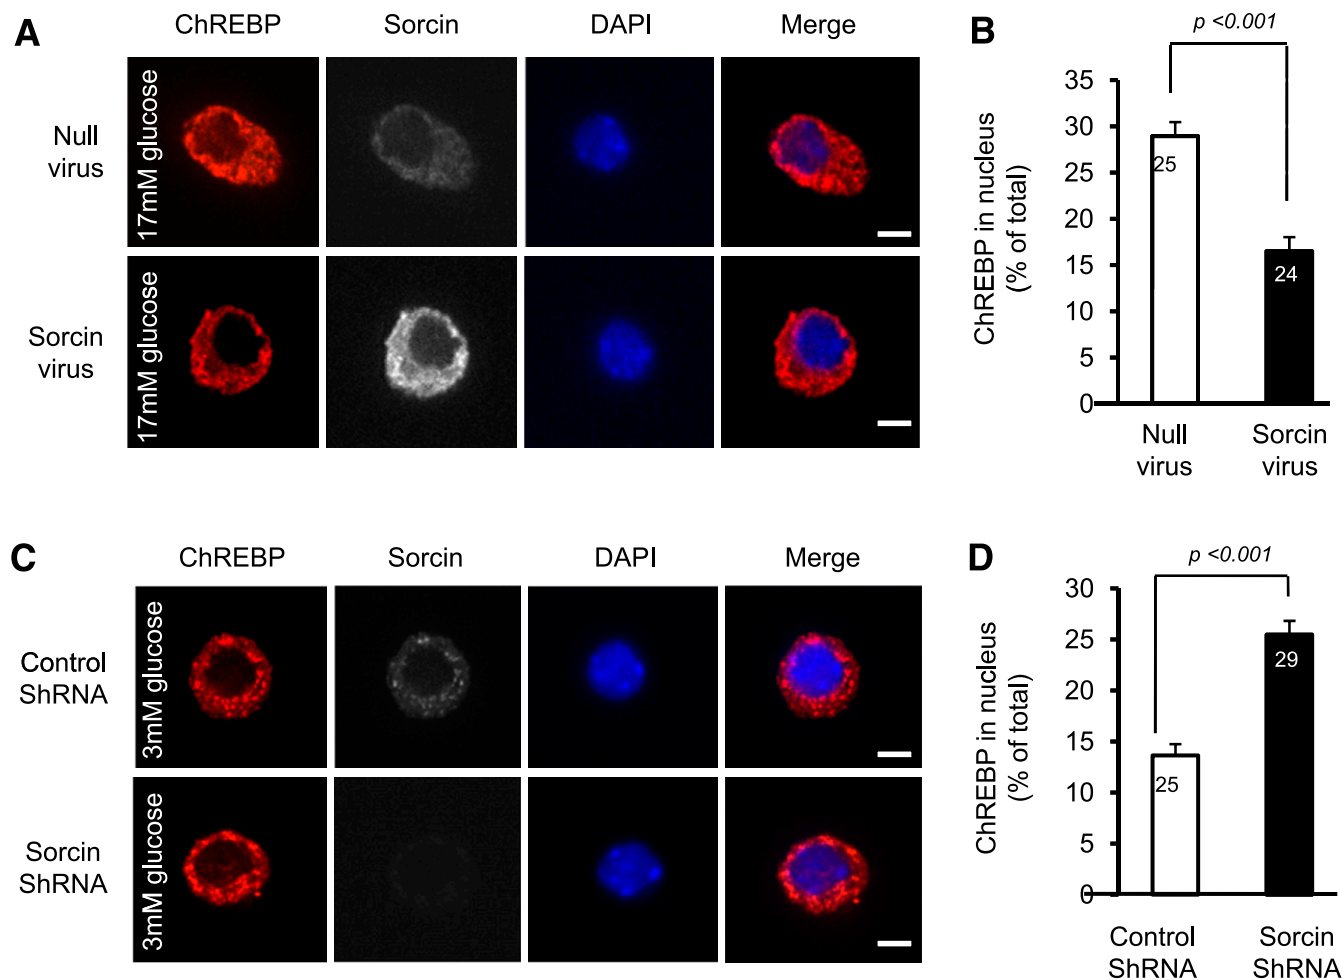 A
ChREBP
Sorcin
DAPI
Merge
Null
virus
17mM glucose
Sorcin
virus
17mM glucose
B
p <0.001
ChREBP in nucleus
(% of total)
35
30
25
20
15
10
5
0
25
24
Null
virus
Sorcin
virus
C
ChREBP
Sorcin
DAPI
Merge
Control
ShRNA
3mM glucose
Sorcin
ShRNA
3mM glucose
D
p <0.001
ChREBP in nucleus
(% of total)
30
25
20
15
10
5
0
25
29
Control
ShRNA
Sorcin
ShRNA